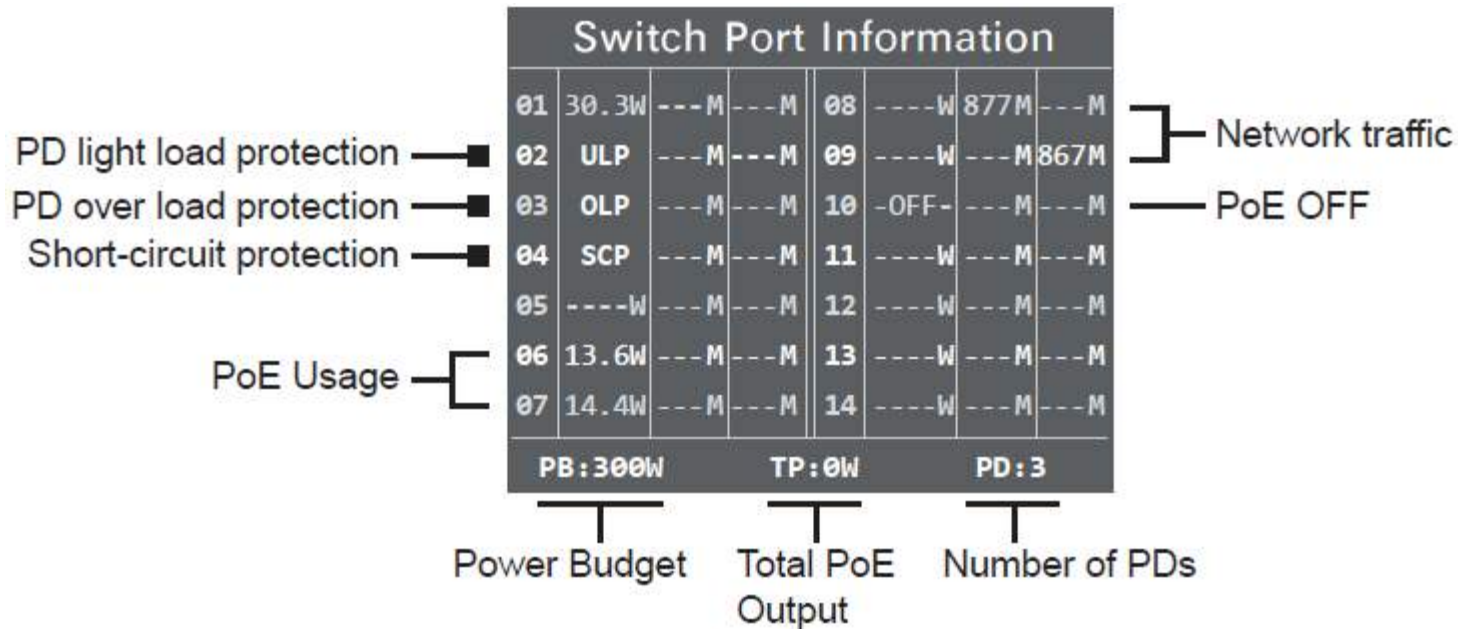 Switch Port Information
01 30.3W ---M ---M 08 ----W 877M ---M
Network traffic
PD light load protection 02 ULP ---M ---M 09 ----W ---M 867M
PD over load protection 03 OLP ---M ---M 10 -OFF- ---M ---M PoE OFF
Short-circuit protection 04 SCP ---M ---M 11 ----W ---M ---M
05 ----W ---M ---M 12 ----W ---M ---M
PoE Usage
06 13.6W ---M ---M 13 ----W ---M ---M
07 14.4W ---M ---M 14 ----W ---M ---M
PB:300W TP:0W PD:3
Power Budget Total PoE Number of PDs
Output